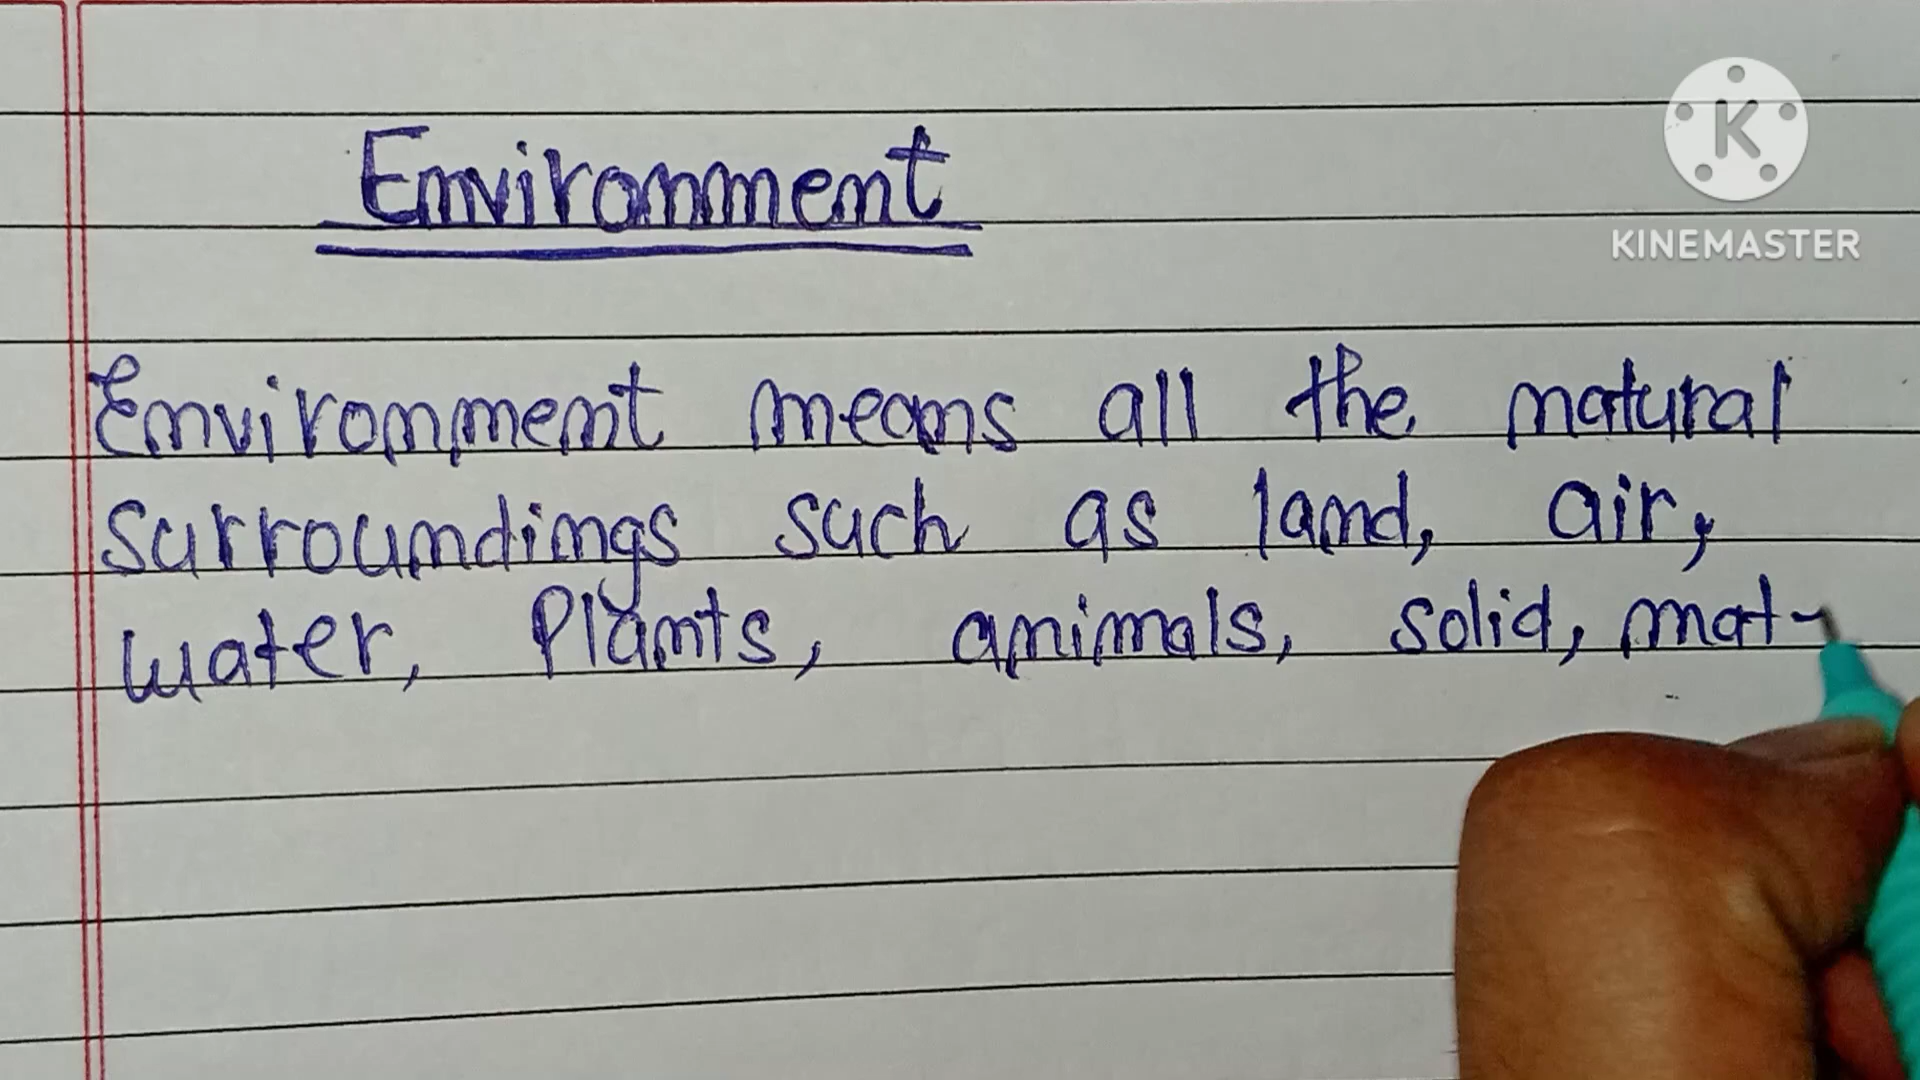 Environment
KINEMASTER
Environment means all the natural
surroundings such as land, air,
water, Plants, animals, solid, mat-